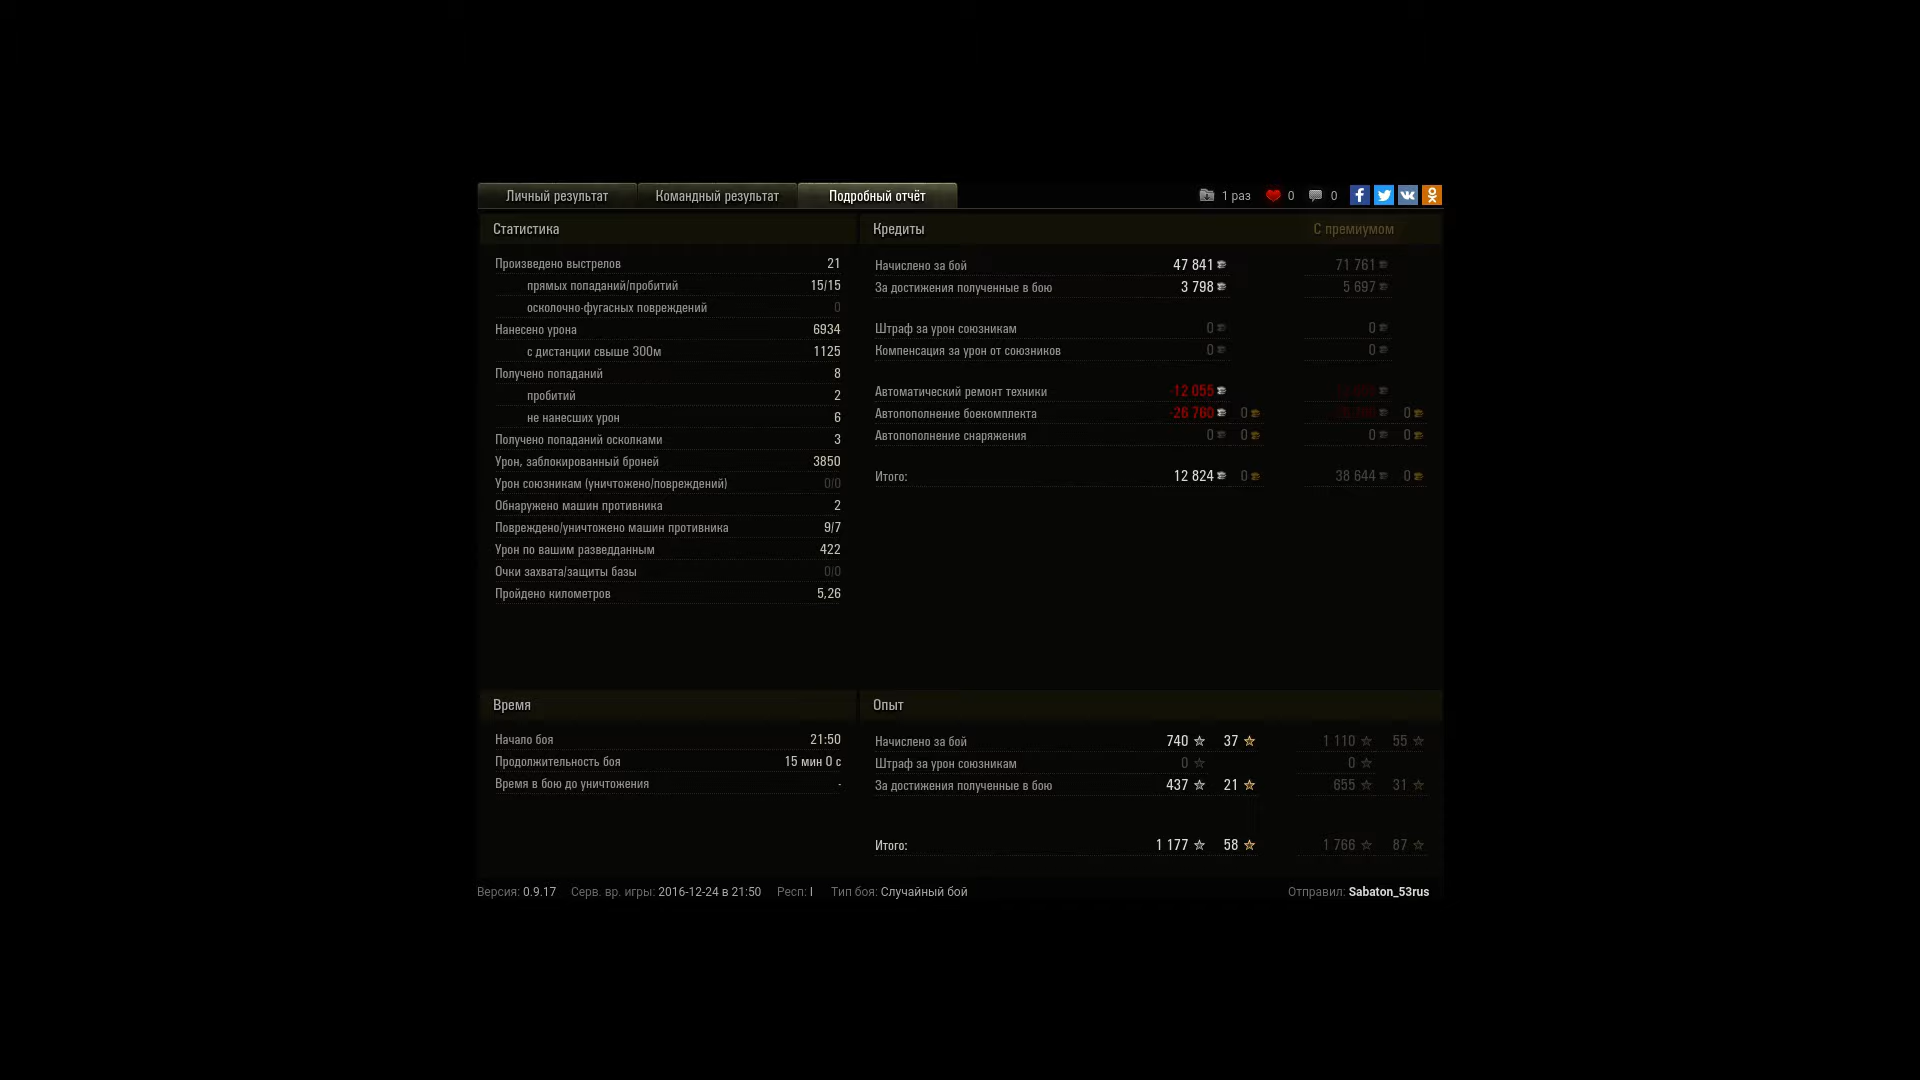 Личный результат Командный результат Подробный отчёт 1 раз 0 0
Статистика
Произведено выстрелов 21
прямых попаданий/пробитий 15/15
осколочно-фугасных повреждений 0
Нанесено урона 6934
с дистанции свыше 300м 1125
Получено попаданий 8
пробитий 2
не нанесших урон 6
Получено попаданий осколками 3
Урон, заблокированный броней 3850
Урон союзникам (уничтожено/повреждений) 0/0
Обнаружено машин противника 2
Повреждено/уничтожено машин противника 9/7
Урон по вашим разведданным 422
Очки захвата/защиты базы 0/0
Пройдено километров 5,26
Кредиты С премиумом
Начислено за бой 47 841 71 761
За достижения полученные в бою 3 798 5 697
Штраф за урон союзникам 0 0
Компенсация за урон от союзников 0 0
Автоматический ремонт техники -12 055
Автопополнение боекомплекта -26 760 0 0
Автопополнение снаряжения 0 0 0 0
Итого: 12 824 0 38 644 0
Время
Начало боя 21:50
Продолжительность боя 15 мин 0 с
Время в бою до уничтожения -
Опыт
Начислено за бой 740 37 1 110 55
Штраф за урон союзникам 0 0
За достижения полученные в бою 437 21 655 31
Итого: 1 177 58 1 766 87
Версия: 0.9.17 Серв. вр. игры: 2016-12-24 в 21:50 Респ: I Тип боя: Случайный бой Отправил: Sabaton_53rus